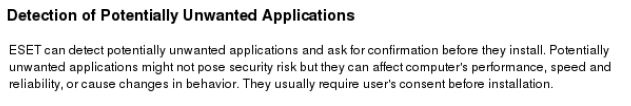 Detection of Potentially Unwanted Applications
ESET can detect potentially unwanted applications and ask for confirmation before they install. Potentially
unwanted applications might not pose security risk but they can affect computer's performance, speed and
reliability, or cause changes in behavior. They usually require user's consent before installation.